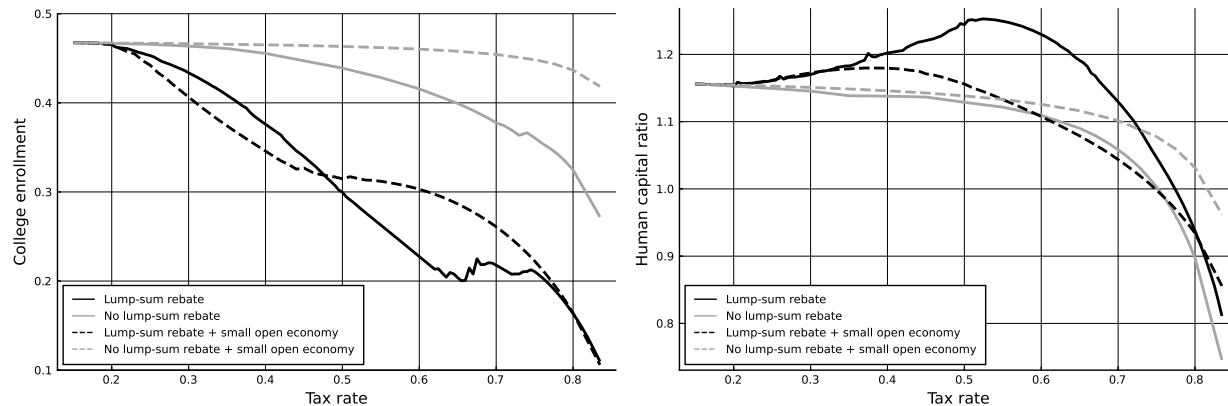 0.5
0.4
0.3
0.2
0.1
College enrollment
Lump-sum rebate
No lump-sum rebate
Lump-sum rebate + small open economy
No lump-sum rebate + small open economy
0.2 0.3 0.4 0.5 0.6 0.7 0.8
Tax rate
1.2
1.1
1.0
0.9
0.8
Human capital ratio
Lump-sum rebate
No lump-sum rebate
Lump-sum rebate + small open economy
No lump-sum rebate + small open economy
0.2 0.3 0.4 0.5 0.6 0.7 0.8
Tax rate